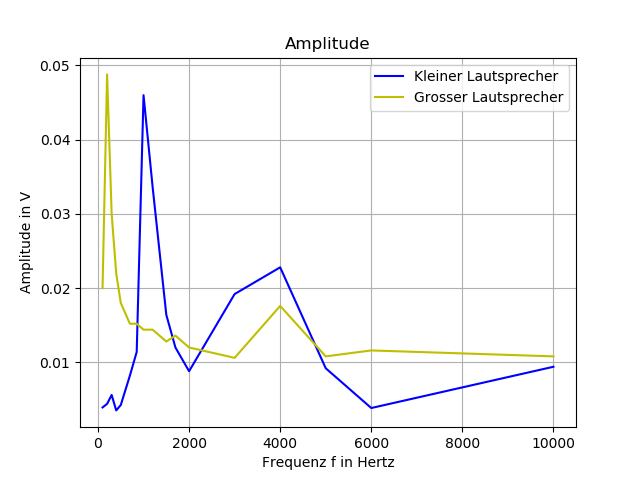 Amplitude
Kleiner Lautsprecher
Grosser Lautsprecher
0.05
0.04
0.03
0.02
0.01
Amplitude in V
0 2000 4000 6000 8000 10000
Frequenz f in Hertz